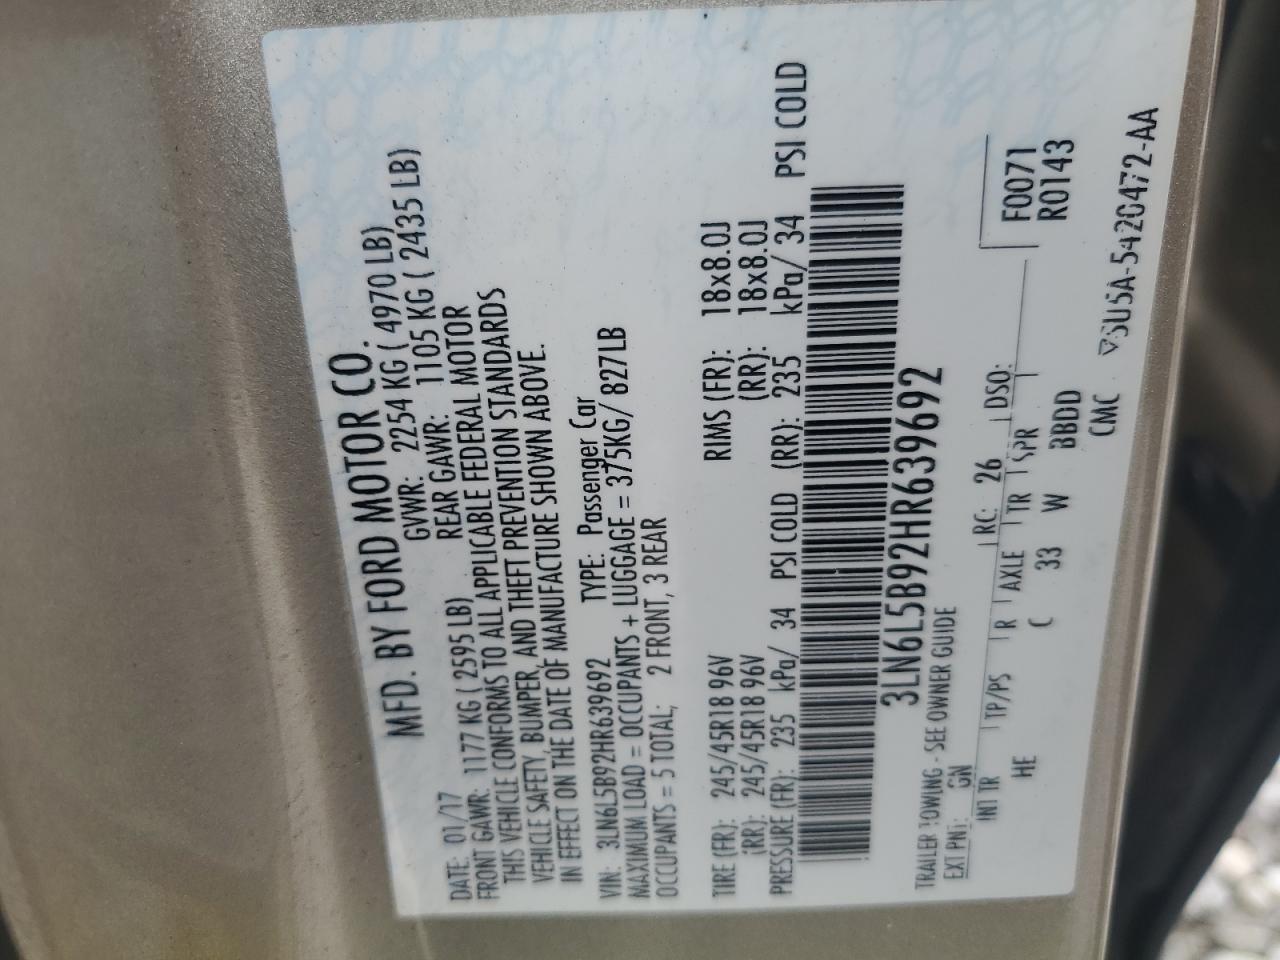 MFD. BY FORD MOTOR CO.
DATE: 01/17 GVWR: 2254 KG ( 4970 LB)
FRONT GAWR: 1177 KG ( 2595 LB) REAR GAWR: 1105 KG ( 2435 LB)
THIS VEHICLE CONFORMS TO ALL APPLICABLE FEDERAL MOTOR
VEHICLE SAFETY, BUMPER, AND THEFT PREVENTION STANDARDS
IN EFFECT ON THE DATE OF MANUFACTURE SHOWN ABOVE.
VIN: 3LN6L5B92HR639692 TYPE: Passenger Car
MAXIMUM LOAD = OCCUPANTS + LUGGAGE = 375KG/ 827LB
OCCUPANTS = 5 TOTAL; 2 FRONT, 3 REAR
TIRE (FR): 245/45R18 96V RIMS (FR): 18x8.0J
(RR): 245/45R18 96V (RR): 18x8.0J
PRESSURE (FR): 235 kPa/ 34 PSI COLD (RR): 235 kPa/ 34 PSI COLD
3LN6L5B92HR639692
TRAILER TOWING - SEE OWNER GUIDE
EXT PNT: GN RC: 26 DSO: F0071
INT TR TP/PS R AXLE TR SPR R0143
HE C 33 W BBDD
CMC
5U5A-5420472-AA